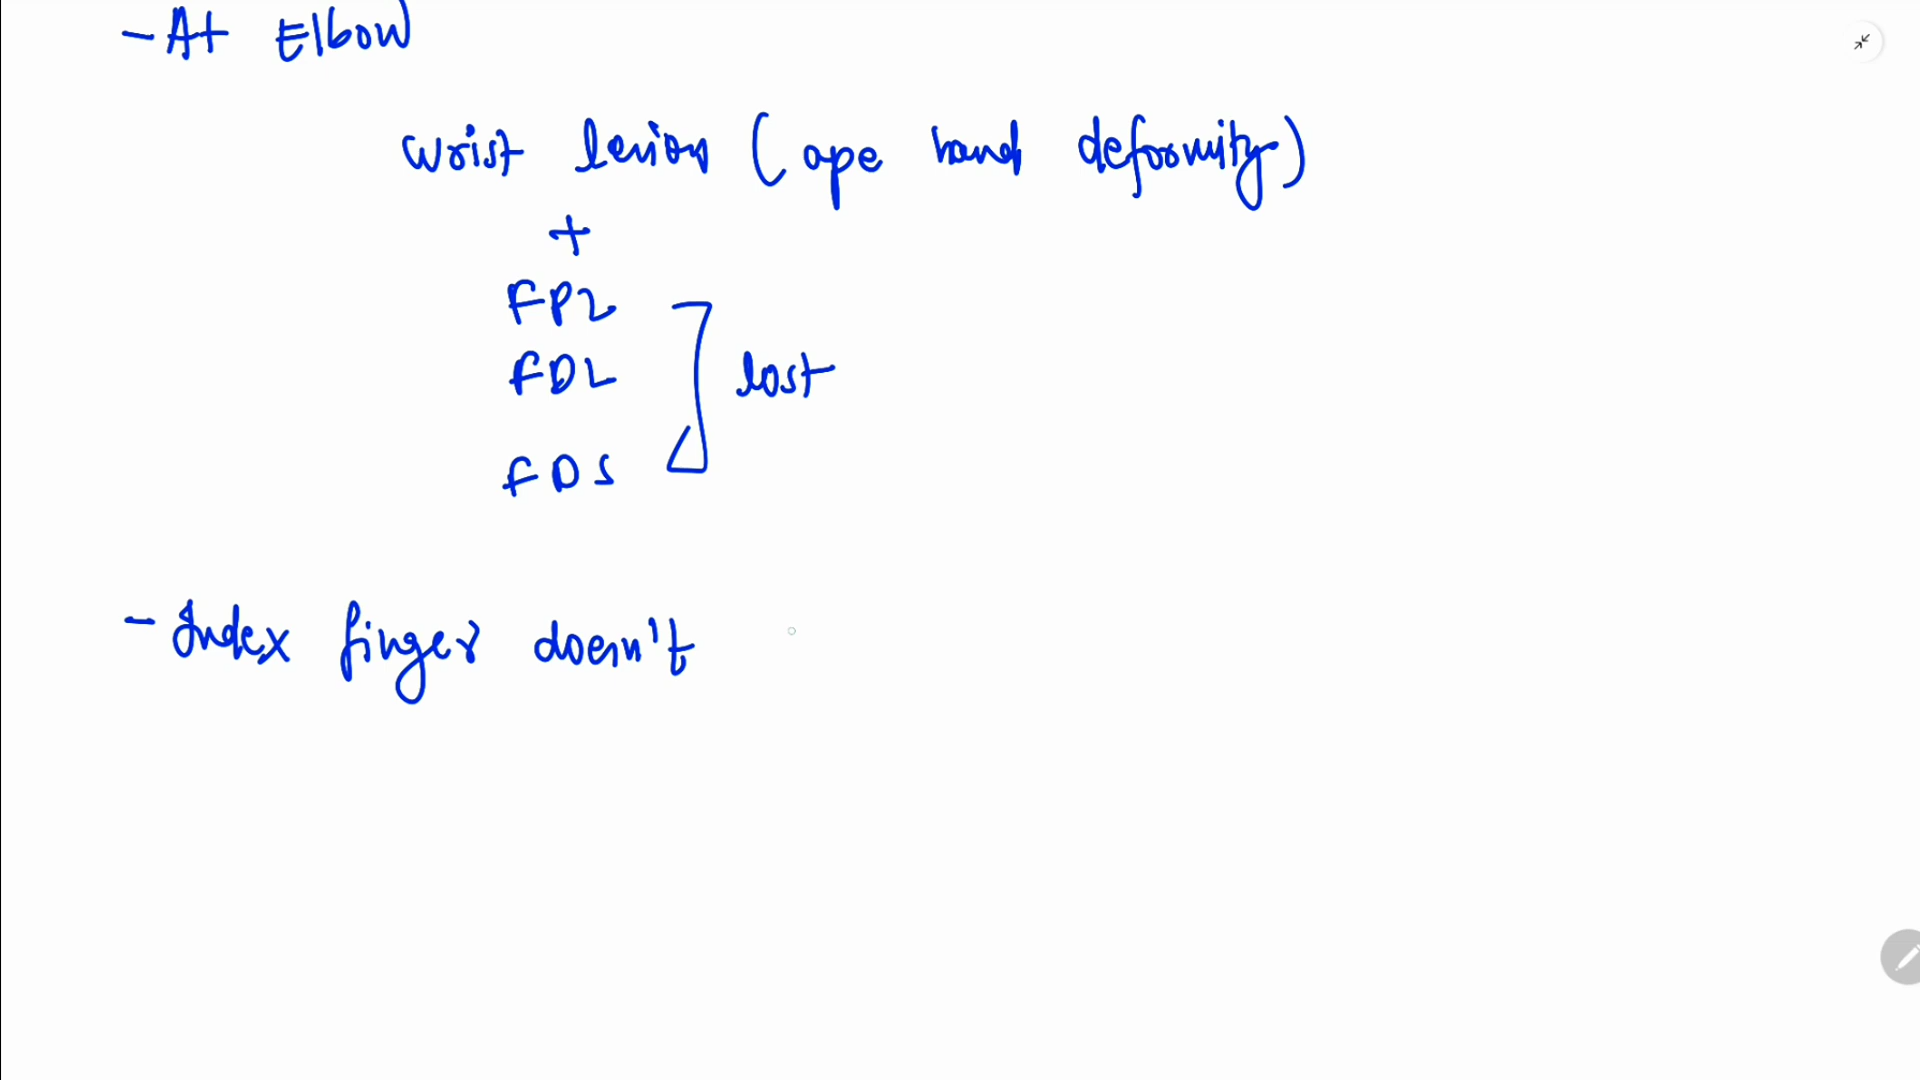 - At Elbow
wrist lesion (ape hand deformity)
+
FPL
FDL
lost
FDS
- Index finger doesn't